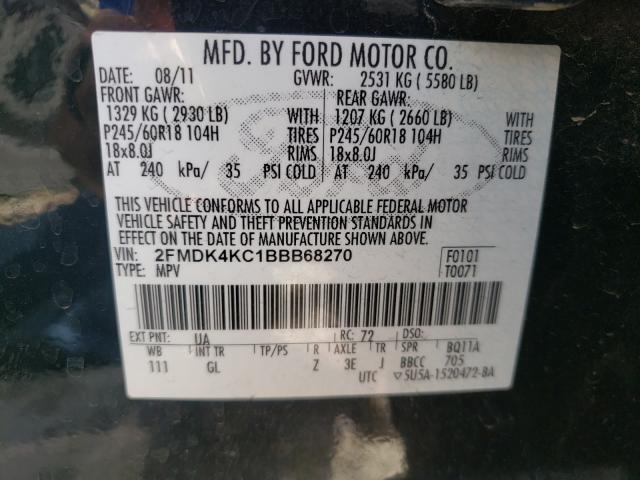 MFD. BY FORD MOTOR CO.
DATE: 08/11 GVWR: 2531 KG ( 5580 LB)
FRONT GAWR: REAR GAWR:
1329 KG ( 2930 LB) WITH 1207 KG ( 2660 LB) WITH
P245/60R18 104H TIRES P245/60R18 104H TIRES
18x8.0J RIMS 18x8.0J RIMS
AT 240 kPa/ 35 PSI COLD AT 240 kPa/ 35 PSI COLD
THIS VEHICLE CONFORMS TO ALL APPLICABLE FEDERAL MOTOR
VEHICLE SAFETY AND THEFT PREVENTION STANDARDS IN
EFFECT ON THE DATE OF MANUFACTURE SHOWN ABOVE.
VIN: 2FMDK4KC1BBB68270 F0101
TYPE: MPV T0071
EXT PNT: UA RC: 72 DSO:
WB INT TR TP/PS R AXLE TR SPR BQ11A
111 GL Z 3E J BBCC 705
UTC ▽5U5A-1520472-BA
Ford